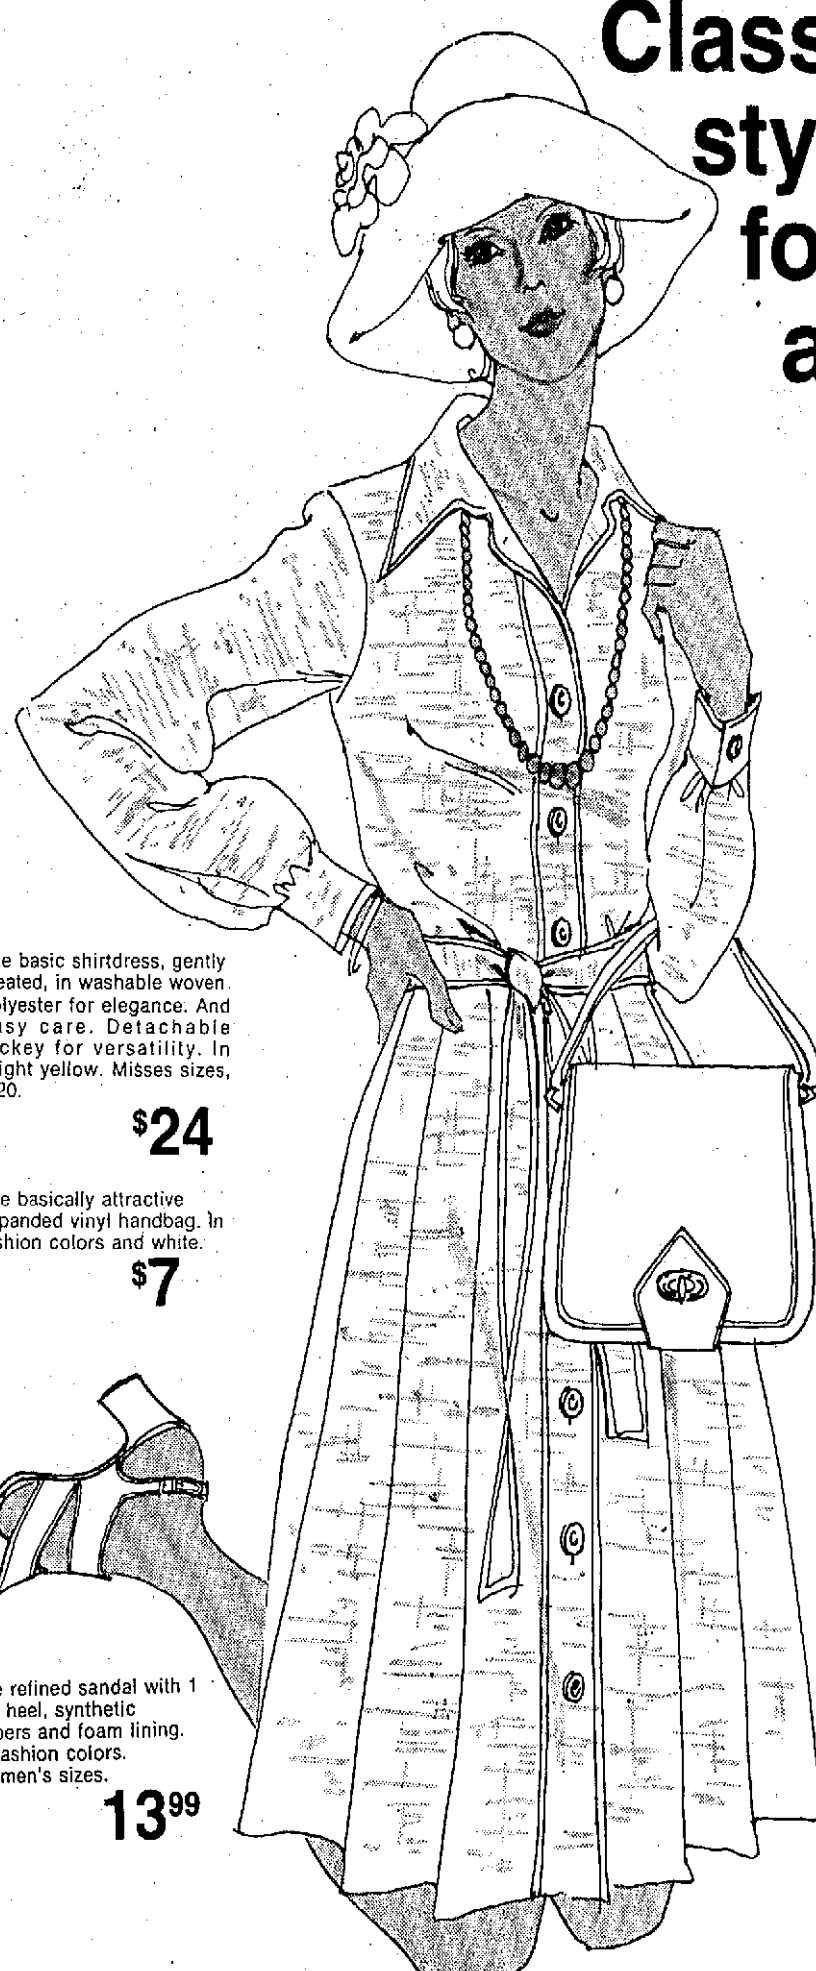 Class
sty
fo
a
e basic shirtdress, gently
eated, in washable woven
olyester for elegance. And
asy care. Detachable
ckey for versatility. In
ight yellow. Misses sizes,
20.
$24
e basically attractive
panded vinyl handbag. In
shion colors and white.
$7
e refined sandal with 1
heel, synthetic
pers and foam lining.
ashion colors.
men's sizes.
13⁹⁹